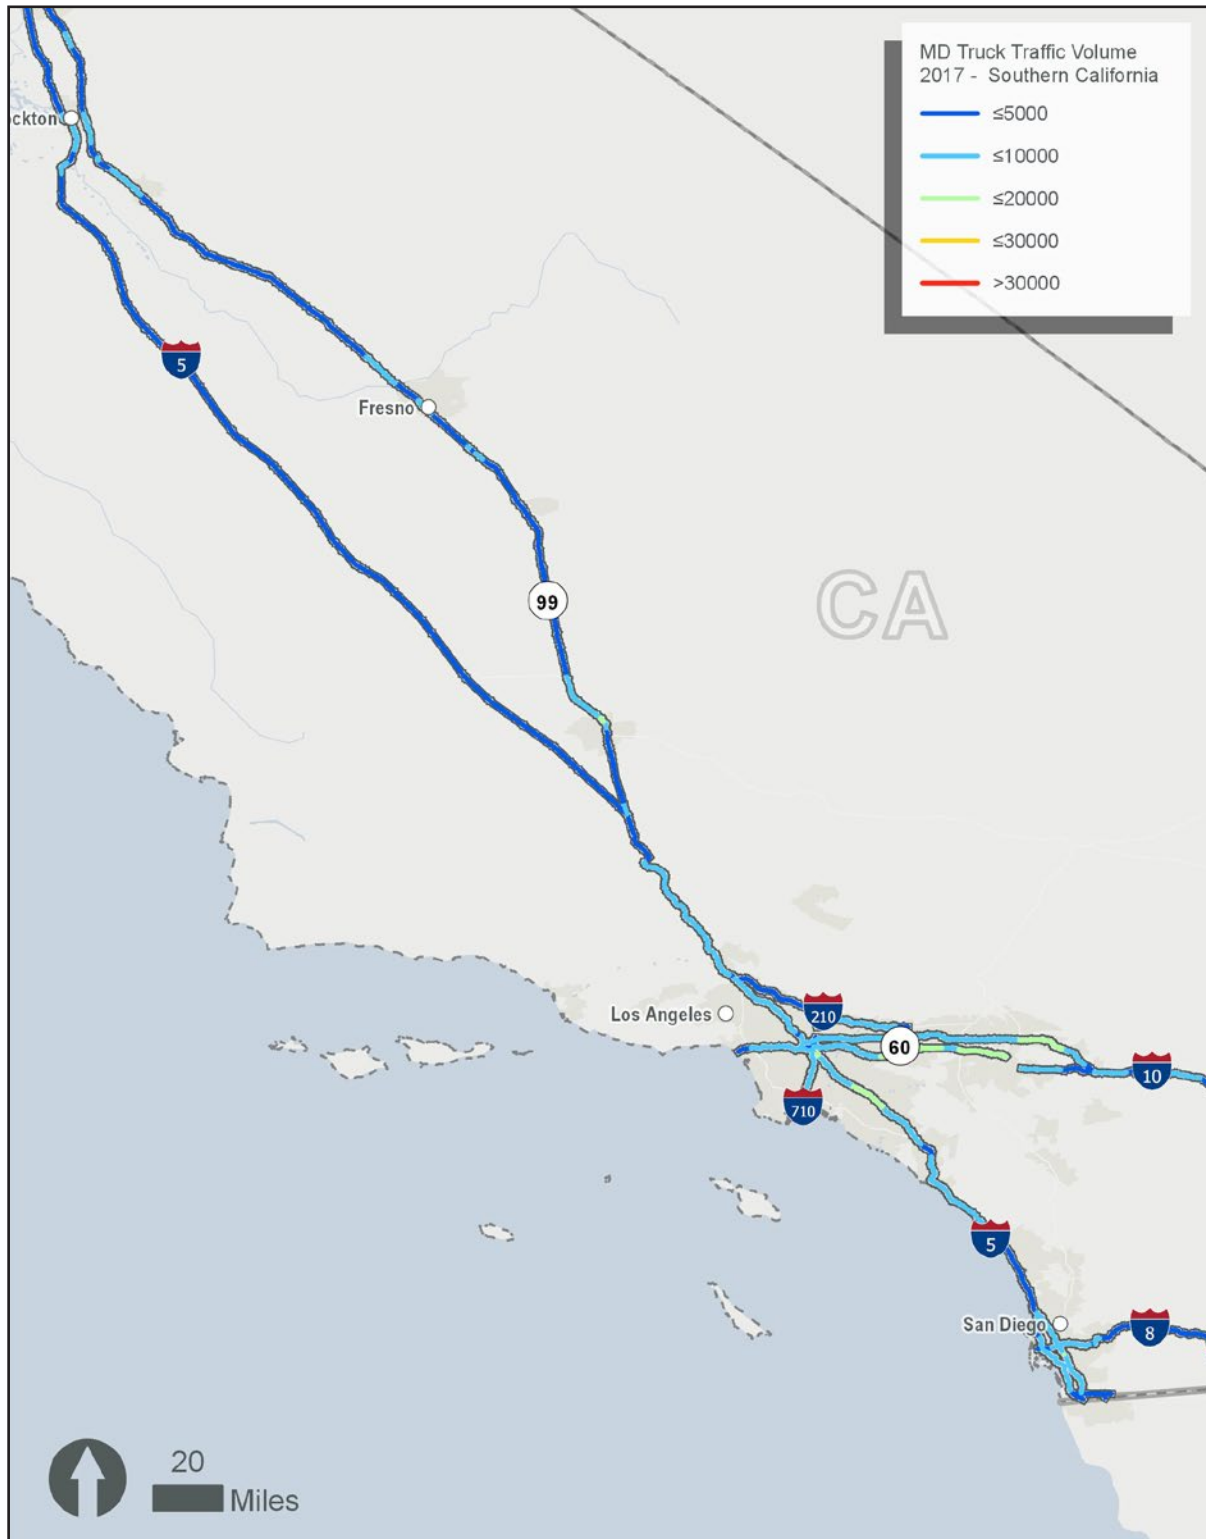 MD Truck Traffic Volume
2017 - Southern California
≤5000
≤10000
≤20000
≤30000
>30000
ockton
5
Fresno
99
CA
Los Angeles
210
60
10
710
5
San Diego
8
20
Miles